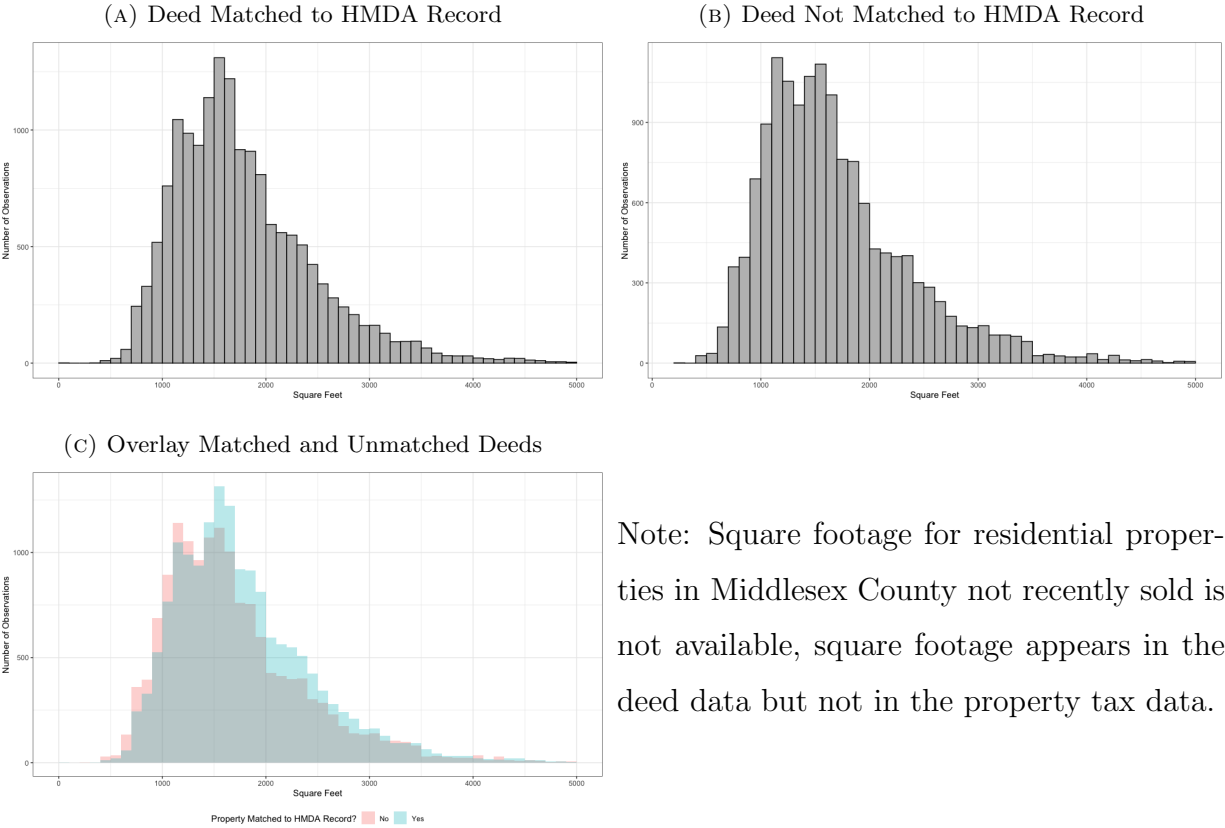 (A) Deed Matched to HMDA Record
Number of Observations
1000
500
0
0 1000 2000 3000 4000 5000
Square Feet
(B) Deed Not Matched to HMDA Record
Number of Observations
900
600
300
0
0 1000 2000 3000 4000 5000
Square Feet
(C) Overlay Matched and Unmatched Deeds
Number of Observations
1000
500
0
0 1000 2000 3000 4000 5000
Square Feet
Property Matched to HMDA Record? No Yes
Note: Square footage for residential proper-
ties in Middlesex County not recently sold is
not available, square footage appears in the
deed data but not in the property tax data.